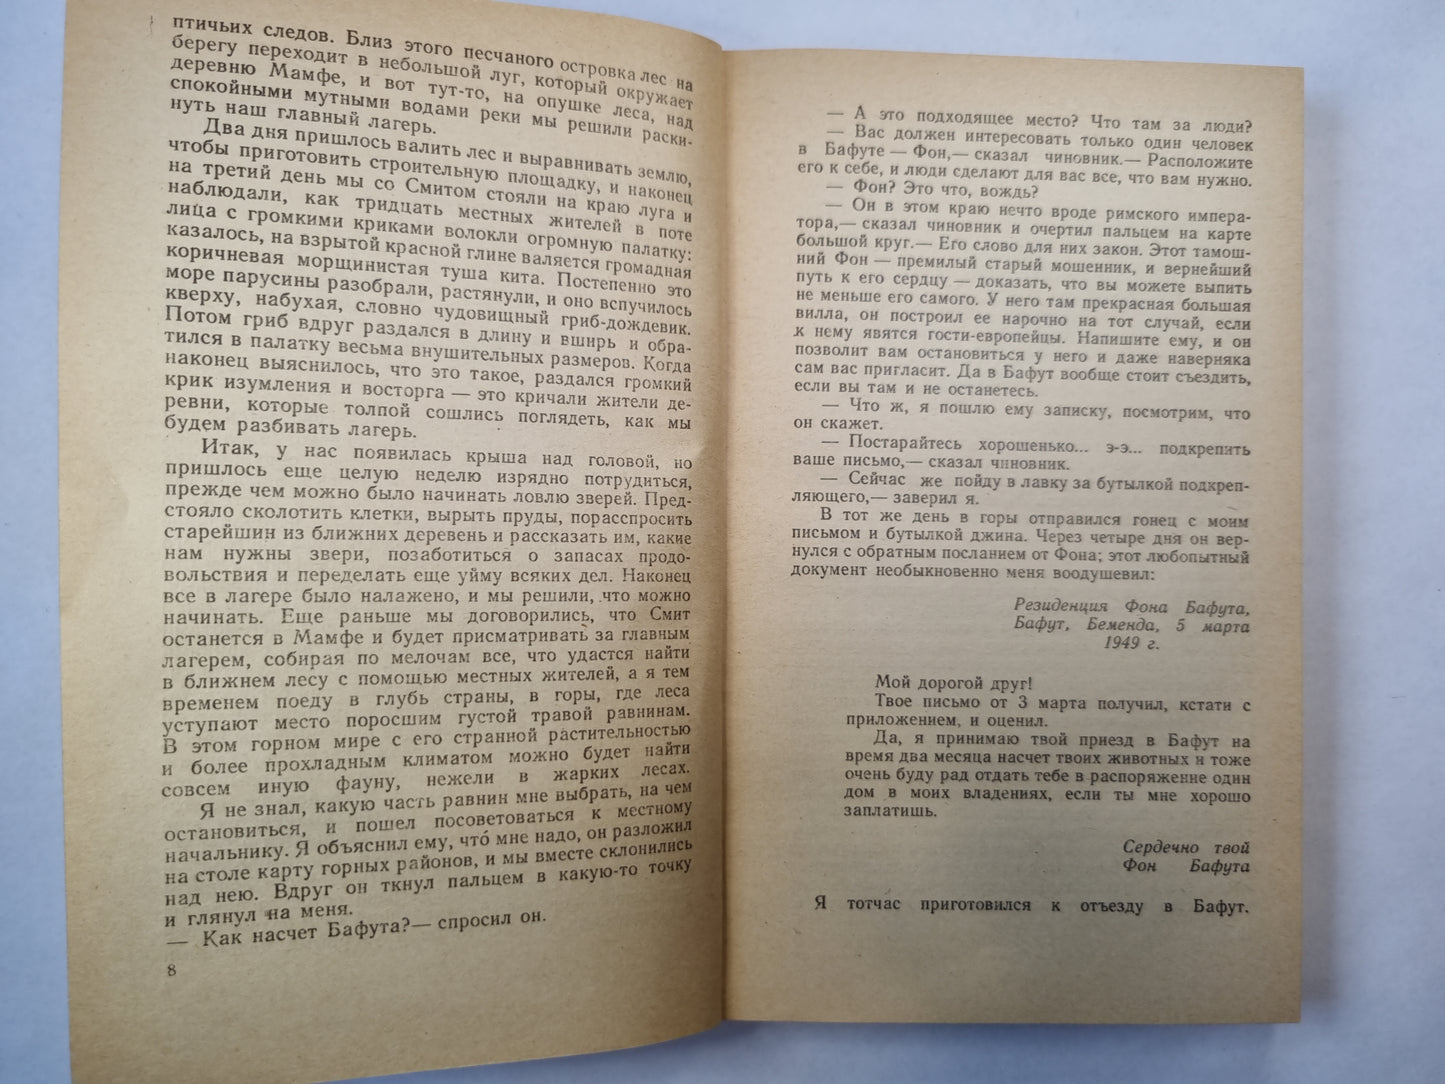 птичьих следов. Близ этого песчаного островка лес на
берегу переходит в небольшой луг, который окружает
деревню Мамфе, и вот тут-то, на опушке леса, над
спокойными мутными водами реки мы решили раски-
нуть наш главный лагерь.
Два дня пришлось валить лес и выравнивать землю,
чтобы приготовить строительную площадку, и наконец
на третий день мы со Смитом стояли на краю луга и
наблюдали, как тридцать местных жителей в поте
лица с громкими криками волокли огромную палатку:
казалось, на взрытой красной глине валяется громадная
коричневая морщинистая туша кита. Постепенно это
море парусины разобрали, растянули, и оно вспучилось
кверху, набухая, словно чудовищный гриб-дождевик.
Потом гриб вдруг раздался в длину и вширь и обра-
тился в палатку весьма внушительных размеров. Когда
наконец выяснилось, что это такое, раздался громкий
крик изумления и восторга — это кричали жители де-
ревни, которые толпой сошлись поглядеть, как мы
будем разбивать лагерь.
Итак, у нас появилась крыша над головой, но
пришлось еще целую неделю изрядно потрудиться,
прежде чем можно было начинать ловлю зверей. Пред-
стояло сколотить клетки, вырыть пруды, порасспросить
старейшин из ближних деревень и рассказать им, какие
нам нужны звери, позаботиться о запасах продо-
вольствия и переделать еще уйму всяких дел. Наконец
все в лагере было налажено, и мы решили, что можно
начинать. Еще раньше мы договорились, что Смит
останется в Мамфе и будет присматривать за главным
лагерем, собирая по мелочам все, что удастся найти
в ближнем лесу с помощью местных жителей, а я тем
временем поеду в глубь страны, в горы, где леса
уступают место поросшим густой травой равнинам.
В этом горном мире с его странной растительностью
и более прохладным климатом можно будет найти
совсем иную фауну, нежели в жарких лесах.
Я не знал, какую часть равнин мне выбрать, на чем
остановиться, и пошел посоветоваться к местному
начальнику. Я объяснил ему, что́ мне надо, он разложил
на столе карту горных районов, и мы вместе склонились
над нею. Вдруг он ткнул пальцем в какую-то точку
и глянул на меня.
— Как насчет Бафута?— спросил он.
8
— А это подходящее место? Что там за люди?
— Вас должен интересовать только один человек
в Бафуте — Фон,— сказал чиновник.— Расположите
его к себе, и люди сделают для вас все, что вам нужно.
— Фон? Это что, вождь?
— Он в этом краю нечто вроде римского импера-
тора,— сказал чиновник и очертил пальцем на карте
большой круг.— Его слово для них закон. Этот тамош-
ний Фон — премилый старый мошенник, и вернейший
путь к его сердцу — доказать, что вы можете выпить
не меньше его самого. У него там прекрасная большая
вилла, он построил ее нарочно на тот случай, если
к нему явятся гости-европейцы. Напишите ему, и он
позволит вам остановиться у него и даже наверняка
сам вас пригласит. Да в Бафут вообще стоит съездить,
если вы там и не останетесь.
— Что ж, я пошлю ему записку, посмотрим, что
он скажет.
— Постарайтесь хорошенько... э-э... подкрепить
ваше письмо,— сказал чиновник.
— Сейчас же пойду в лавку за бутылкой подкреп-
ляющего,— заверил я.
В тот же день в горы отправился гонец с моим
письмом и бутылкой джина. Через четыре дня он вер-
нулся с обратным посланием от Фона; этот любопытный
документ необыкновенно меня воодушевил:
Резиденция Фона Бафута,
Бафут, Беменда, 5 марта
1949 г.
Мой дорогой друг!
Твое письмо от 3 марта получил, кстати с
приложением, и оценил.
Да, я принимаю твой приезд в Бафут на
время два месяца насчет твоих животных и тоже
очень буду рад отдать тебе в распоряжение один
дом в моих владениях, если ты мне хорошо
заплатишь.
Сердечно твой
Фон Бафута
Я тотчас приготовился к отъезду в Бафут.